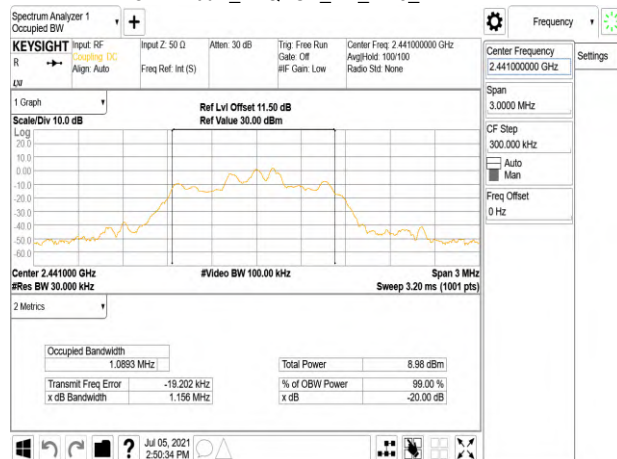 Spectrum Analyzer 1
Occupied BW
Frequency
KEYSIGHT Input: RF Input Z: 50 Ω Atten: 30 dB Trig: Free Run Center Freq: 2.441000000 GHz
R Coupling: DC Gate: Off Avg|Hold: 100/100
Align: Auto Freq Ref: Int (S) #IF Gain: Low Radio Std: None
LXI
Center Frequency
2.441000000 GHz
Settings
Span
3.0000 MHz
CF Step
300.000 kHz
Auto
Man
Freq Offset
0 Hz
1 Graph
Ref Lvl Offset 11.50 dB
Scale/Div 10.0 dB Ref Value 30.00 dBm
Log
20.0
10.0
0.00
-10.0
-20.0
-30.0
-40.0
-50.0
-60.0
Center 2.441000 GHz #Video BW 100.00 kHz Span 3 MHz
#Res BW 30.000 kHz Sweep 3.20 ms (1001 pts)
2 Metrics
Occupied Bandwidth
1.0893 MHz Total Power 8.98 dBm
Transmit Freq Error -19.202 kHz % of OBW Power 99.00 %
x dB Bandwidth 1.156 MHz x dB -20.00 dB
? Jul 05, 2021
2:50:34 PM